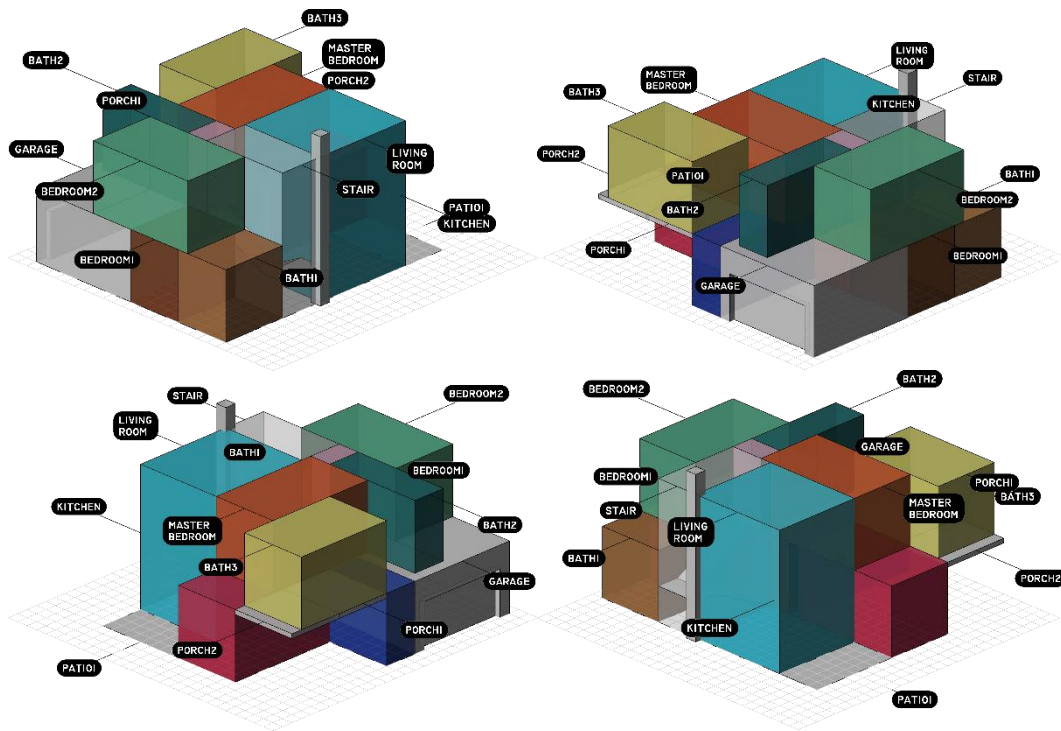 BATH3
BATH2
MASTER
BEDROOM
PORCH2
PORCH1
GARAGE
LIVING
ROOM
BEDROOM2
STAIR
PATIO1
KITCHEN
BEDROOM1
BATH1
LIVING
ROOM
MASTER
BEDROOM
STAIR
KITCHEN
BATH3
PORCH2
PATIO1
BATH1
BEDROOM2
BATH2
PORCH1
BEDROOM1
GARAGE
STAIR
BEDROOM2
LIVING
ROOM
BATH1
BEDROOM1
KITCHEN
MASTER
BEDROOM
BATH2
BATH3
GARAGE
PORCH1
PORCH2
PATIO1
BATH2
BEDROOM2
GARAGE
BEDROOM1
PORCH1
BATH3
STAIR
LIVING
ROOM
MASTER
BEDROOM
BATH1
PORCH2
KITCHEN
PATIO1